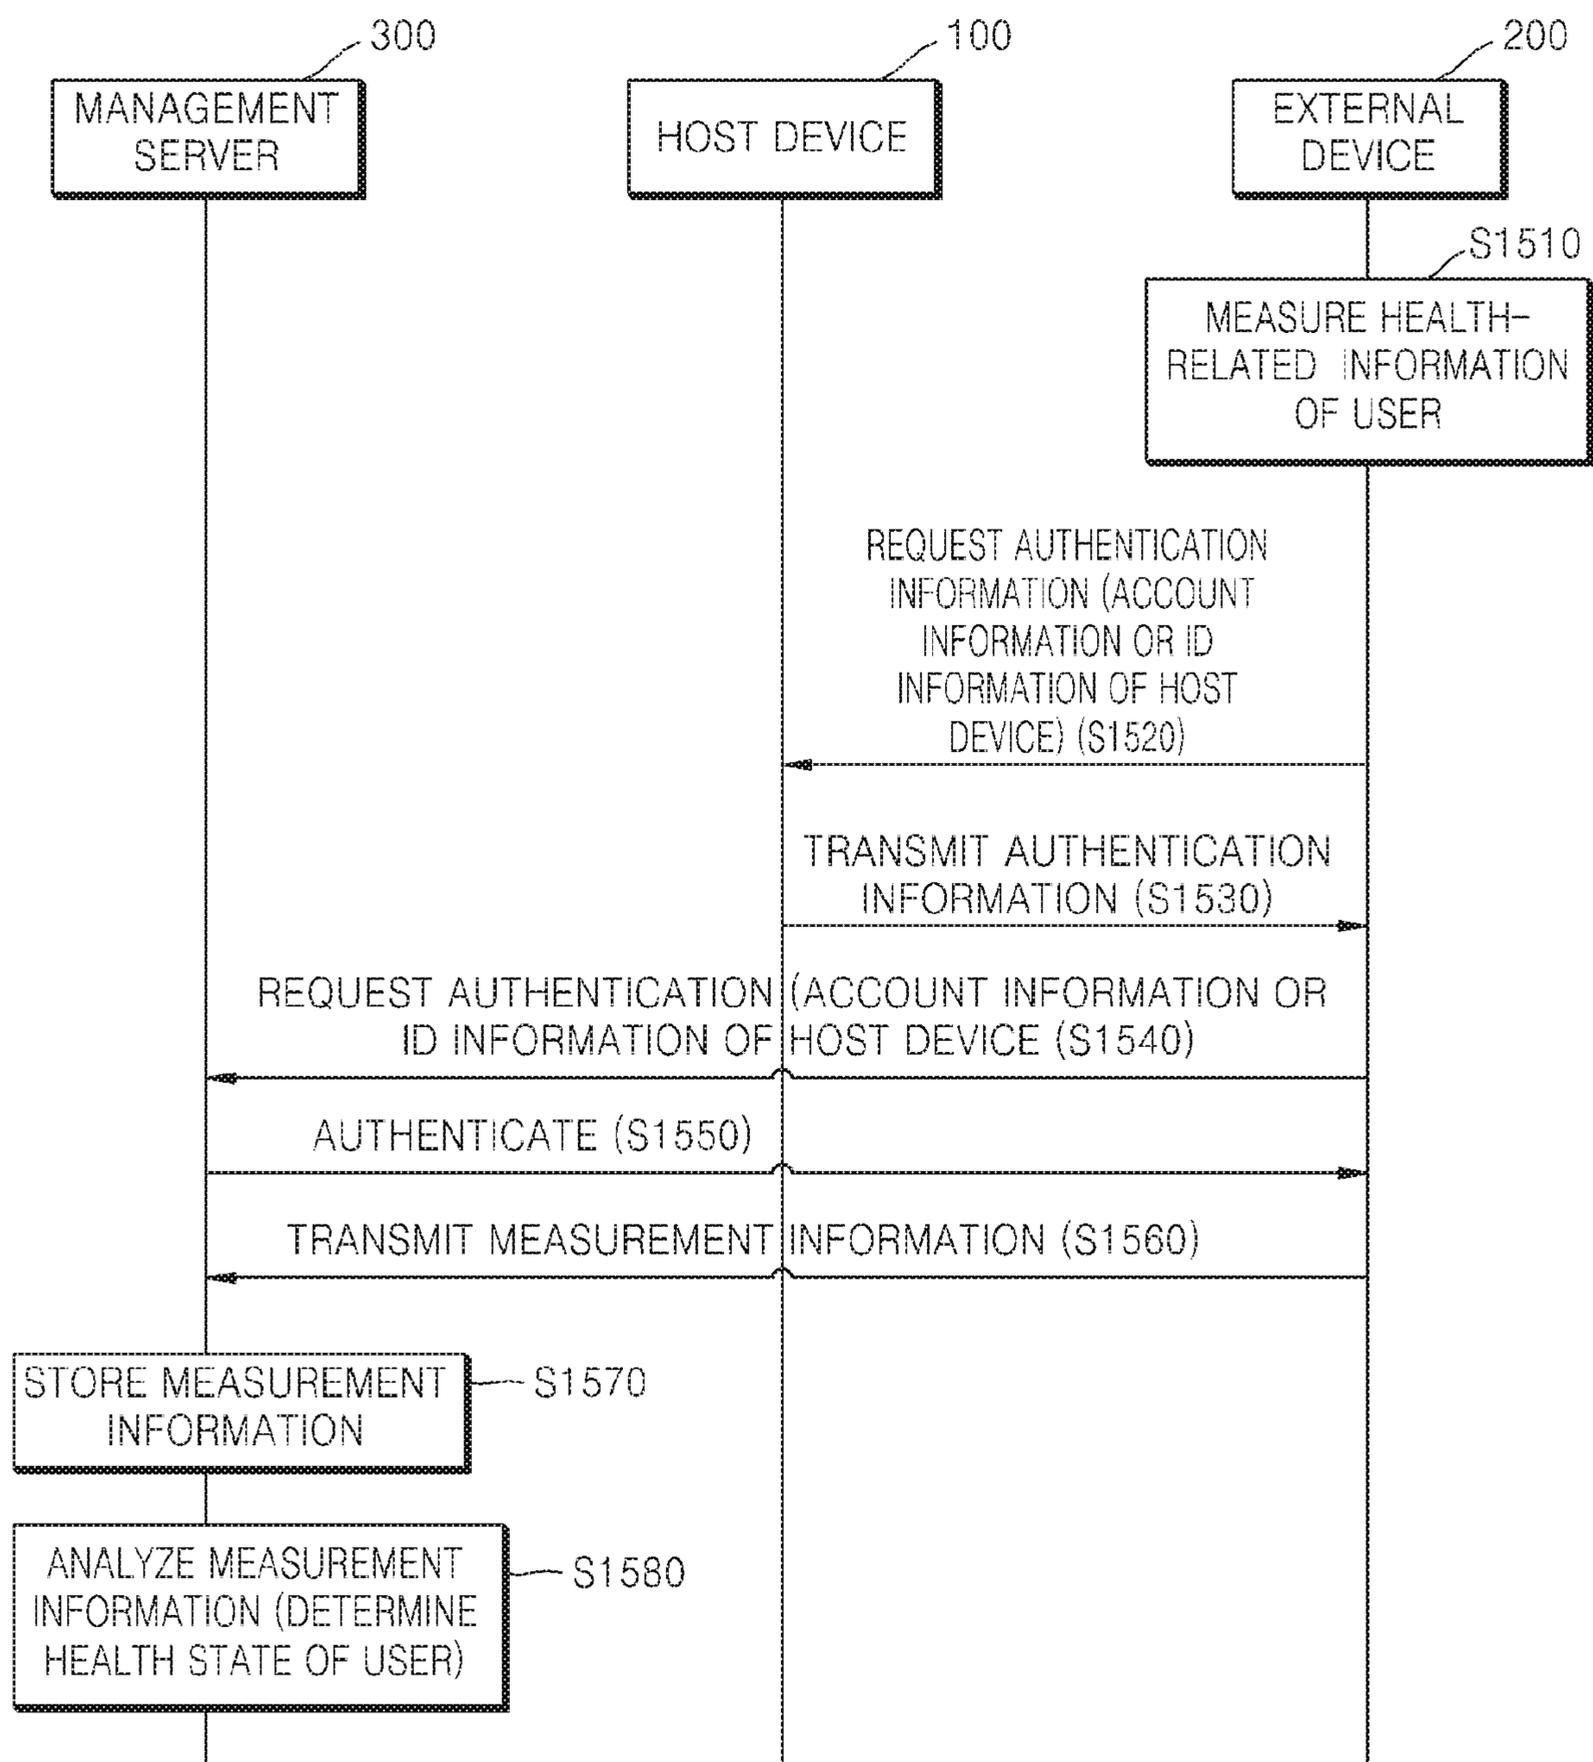 300
100
200
MANAGEMENT
SERVER
HOST DEVICE
EXTERNAL
DEVICE
S1510
MEASURE HEALTH-
RELATED INFORMATION
OF USER
REQUEST AUTHENTICATION
INFORMATION (ACCOUNT
INFORMATION OR ID
INFORMATION OF HOST
DEVICE) (S1520)
TRANSMIT AUTHENTICATION
INFORMATION (S1530)
REQUEST AUTHENTICATION (ACCOUNT INFORMATION OR
ID INFORMATION OF HOST DEVICE (S1540)
AUTHENTICATE (S1550)
TRANSMIT MEASUREMENT INFORMATION (S1560)
STORE MEASUREMENT
INFORMATION
S1570
ANALYZE MEASUREMENT
INFORMATION (DETERMINE
HEALTH STATE OF USER)
S1580